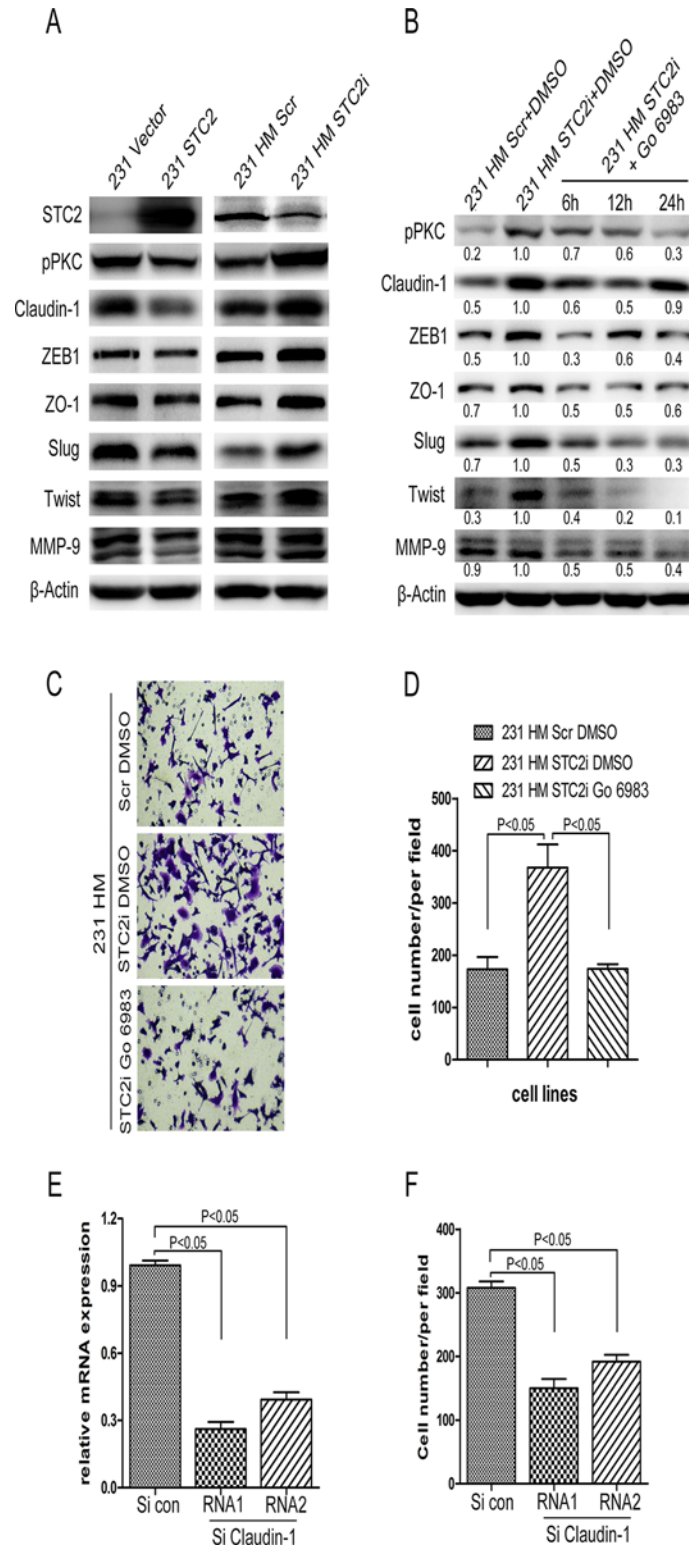 A
231 Vector
231 STC2
231 HM Scr
231 HM STC2i
STC2
pPKC
Claudin-1
ZEB1
ZO-1
Slug
Twist
MMP-9
β-Actin
B
231 HM Scr+DMSO
231 HM STC2i+DMSO
231 HM STC2i
+ Go 6983
6h 12h 24h
pPKC
0.2 1.0 0.7 0.6 0.3
Claudin-1
0.5 1.0 0.6 0.5 0.9
ZEB1
0.5 1.0 0.3 0.6 0.4
ZO-1
0.7 1.0 0.5 0.5 0.6
Slug
0.7 1.0 0.5 0.3 0.3
Twist
0.3 1.0 0.4 0.2 0.1
MMP-9
0.9 1.0 0.5 0.5 0.4
β-Actin
C
231 HM
Scr DMSO
STC2i DMSO
STC2i Go 6983
D
231 HM Scr DMSO
231 HM STC2i DMSO
231 HM STC2i Go 6983
cell number/per field
500
400
300
200
100
0
P<0.05 P<0.05
cell lines
E
relative mRNA expression
1.2
0.9
0.6
0.3
0.0
P<0.05
P<0.05
Si con RNA1 RNA2
Si Claudin-1
F
Cell number/per field
400
300
200
100
0
P<0.05
P<0.05
Si con RNA1 RNA2
Si Claudin-1